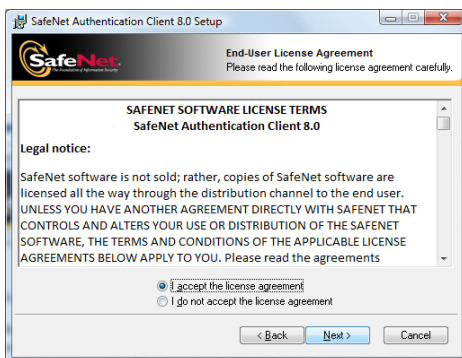 SafeNet Authentication Client 8.0 Setup
SafeNet.
The Foundation of Information Security
End-User License Agreement
Please read the following license agreement carefully.
SAFENET SOFTWARE LICENSE TERMS
SafeNet Authentication Client 8.0
Legal notice:
SafeNet software is not sold; rather, copies of SafeNet software are
licensed all the way through the distribution channel to the end user.
UNLESS YOU HAVE ANOTHER AGREEMENT DIRECTLY WITH SAFENET THAT
CONTROLS AND ALTERS YOUR USE OR DISTRIBUTION OF THE SAFENET
SOFTWARE, THE TERMS AND CONDITIONS OF THE APPLICABLE LICENSE
AGREEMENTS BELOW APPLY TO YOU. Please read the agreements
I accept the license agreement
I do not accept the license agreement
< Back
Next >
Cancel